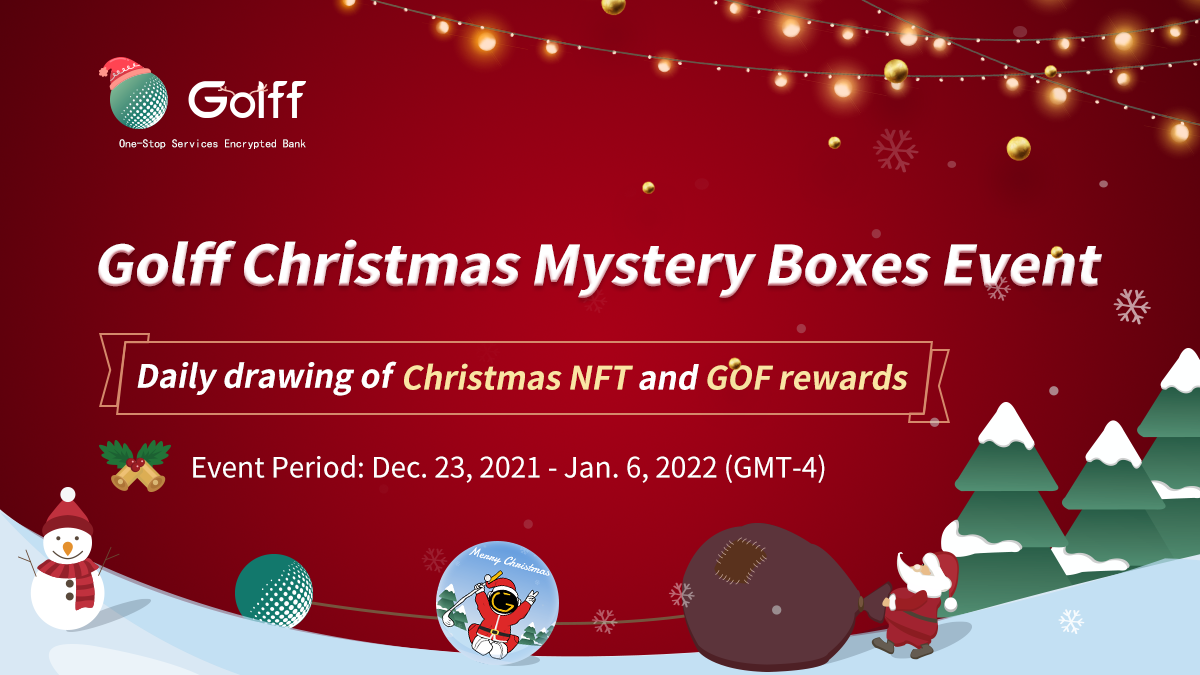 Golff
One-Stop Services Encrypted Bank
Golff Christmas Mystery Boxes Event
Daily drawing of Christmas NFT and GOF rewards
Event Period: Dec. 23, 2021 - Jan. 6, 2022 (GMT-4)
Merry Christmas
G